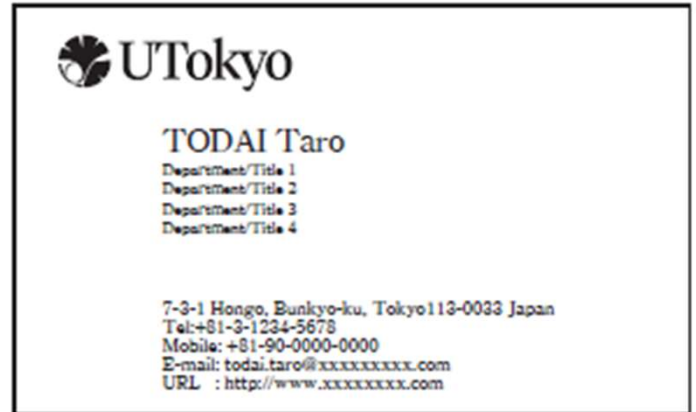 UTokyo
TODAI Taro
Department/Title 1
Department/Title 2
Department/Title 3
Department/Title 4
7-3-1 Hongo, Bunkyo-ku, Tokyo113-0033 Japan
Tel:+81-3-1234-5678
Mobile: +81-90-0000-0000
E-mail: todai.taro@xxxxxxxxxx.com
URL : http://www.xxxxxxxx.com